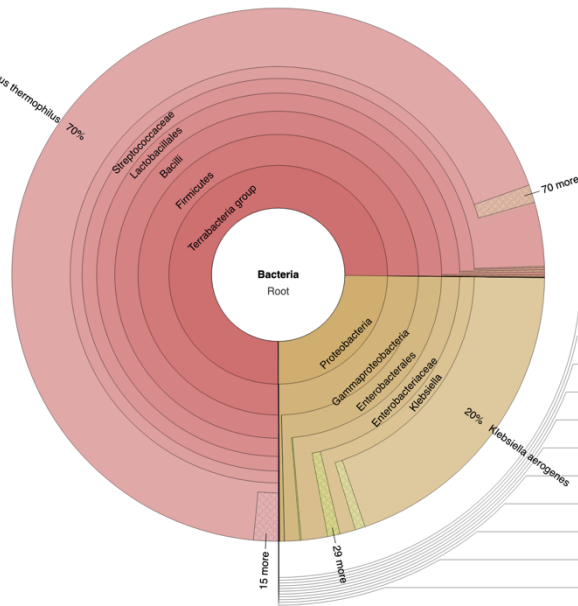 us thermophilus 70%
Streptococcaceae
Lactobacillales
Bacilli
Firmicutes
Terrabacteria group
70 more
Bacteria
Root
Proteobacteria
Gammaproteobacteria
Enterobacterales
Enterobacteriaceae
Klebsiella
20% Klebsiella aerogenes
29 more
15 more